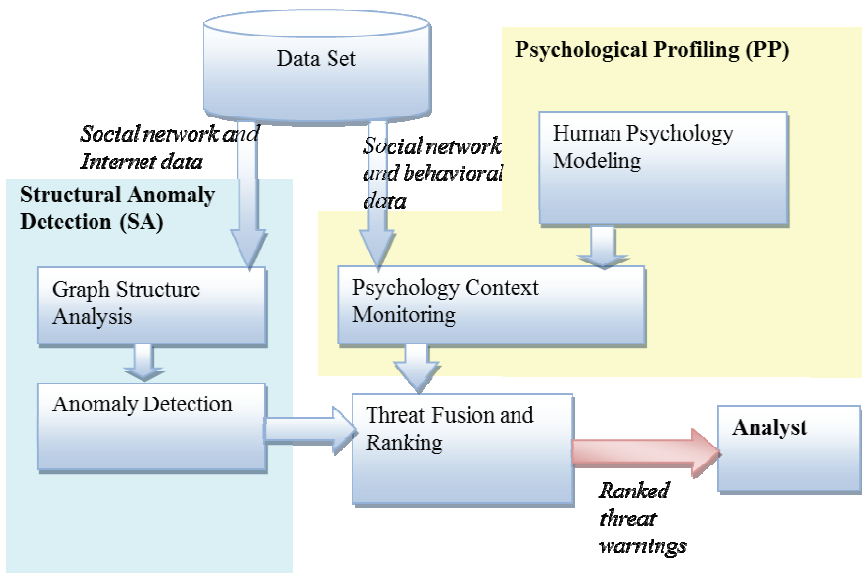 Data Set
Psychological Profiling (PP)
Social network and
Internet data
Social network
and behavioral
data
Human Psychology
Modeling
Structural Anomaly
Detection (SA)
Graph Structure
Analysis
Psychology Context
Monitoring
Anomaly Detection
Threat Fusion and
Ranking
Analyst
Ranked
threat
warnings